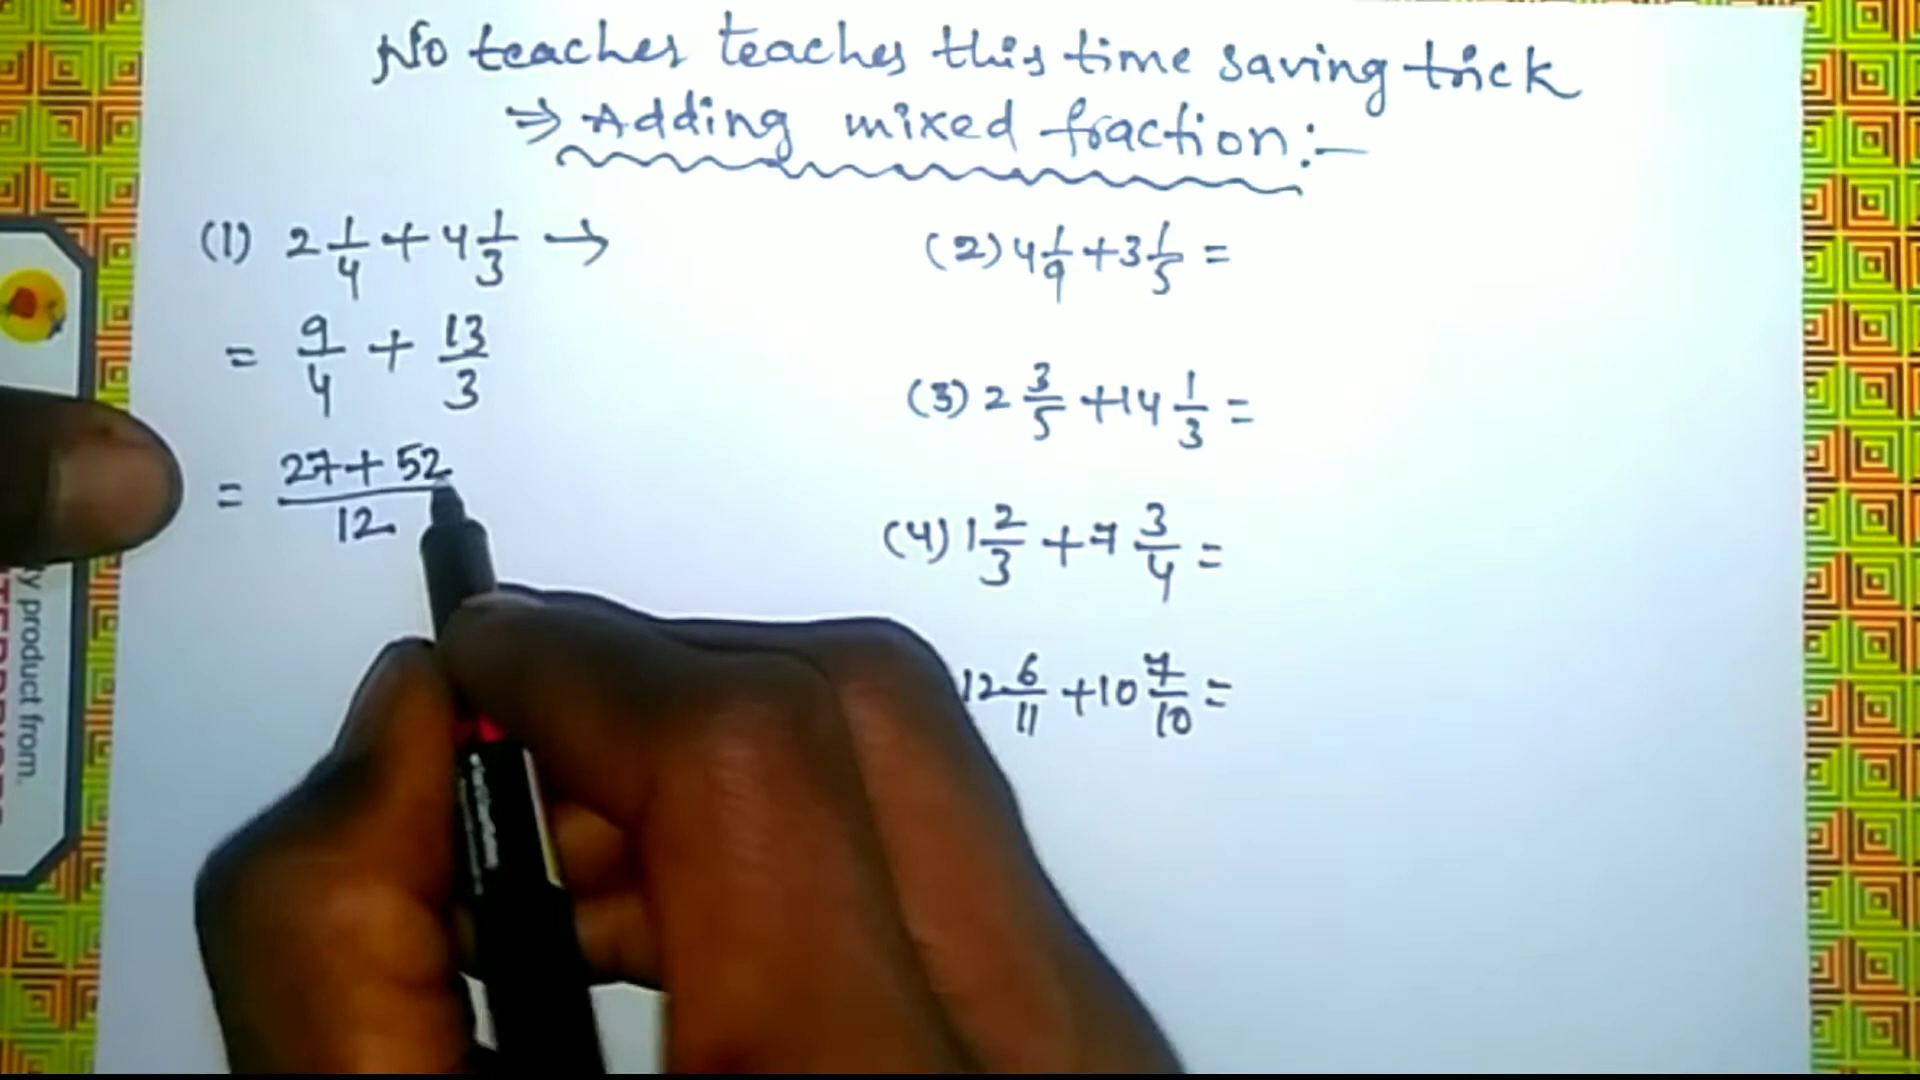 No teacher teaches this time saving trick
⇒ Adding mixed fraction:-
(1) 2 1/4 + 4 1/3 →
= 9/4 + 13/3
= 27+52/12
(2) 4 1/9 + 3 1/5 =
(3) 2 3/5 + 14 1/3 =
(4) 1 2/3 + 7 3/4 =
12 6/11 + 10 7/10 =
y product from.